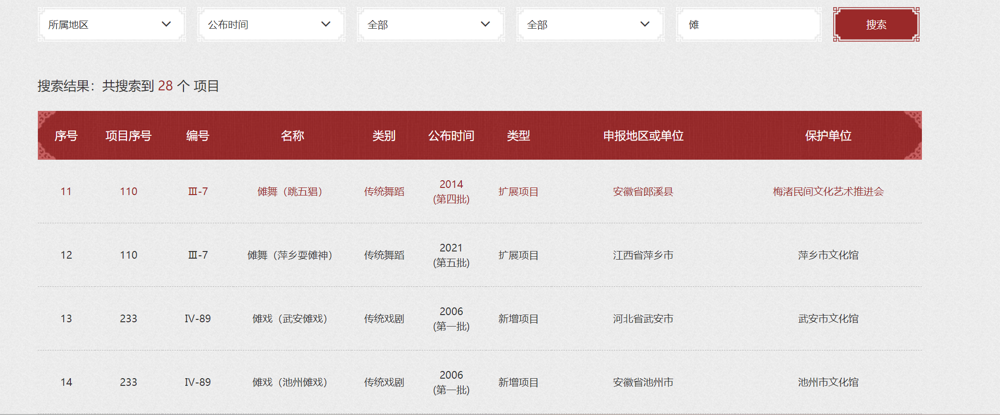 所属地区 公布时间 全部 全部 傩 搜索
搜索结果：共搜索到 28 个 项目
序号 项目序号 编号 名称 类别 公布时间 类型 申报地区或单位 保护单位
11 110 Ⅲ-7 傩舞（跳五猖） 传统舞蹈 2014 (第四批) 扩展项目 安徽省郎溪县 梅渚民间文化艺术推进会
12 110 Ⅲ-7 傩舞（萍乡耍傩神） 传统舞蹈 2021 (第五批) 扩展项目 江西省萍乡市 萍乡市文化馆
13 233 Ⅳ-89 傩戏（武安傩戏） 传统戏剧 2006 (第一批) 新增项目 河北省武安市 武安市文化馆
14 233 Ⅳ-89 傩戏（池州傩戏） 传统戏剧 2006 (第一批) 新增项目 安徽省池州市 池州市文化馆